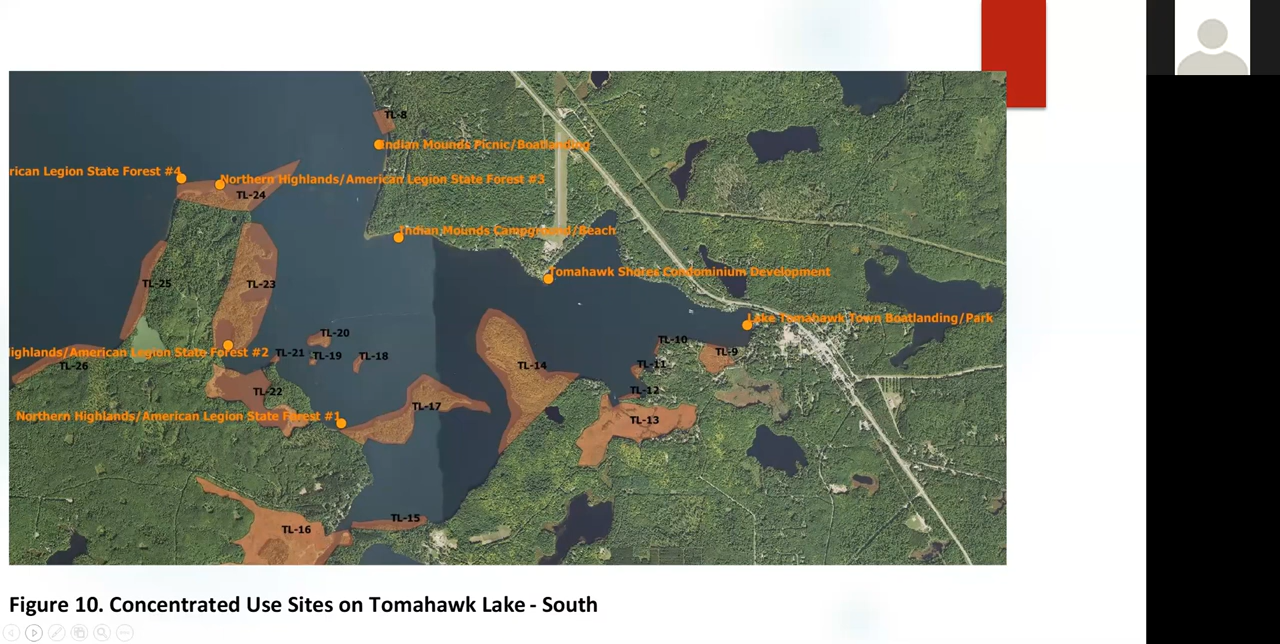 TL-8
Indian Mounds Picnic/Boatlanding
rican Legion State Forest #4
Northern Highlands/American Legion State Forest #3
TL-24
Indian Mounds Campground/Beach
Tomahawk Shores Condominium Development
TL-25
TL-23
Lake Tomahawk Town Boatlanding/Park
TL-20
TL-10
ighlands/American Legion State Forest #2
TL-21
TL-19
TL-18
TL-9
TL-26
TL-14
TL-11
TL-22
TL-12
TL-17
Northern Highlands/American Legion State Forest #1
TL-13
TL-15
TL-16
Figure 10. Concentrated Use Sites on Tomahawk Lake - South